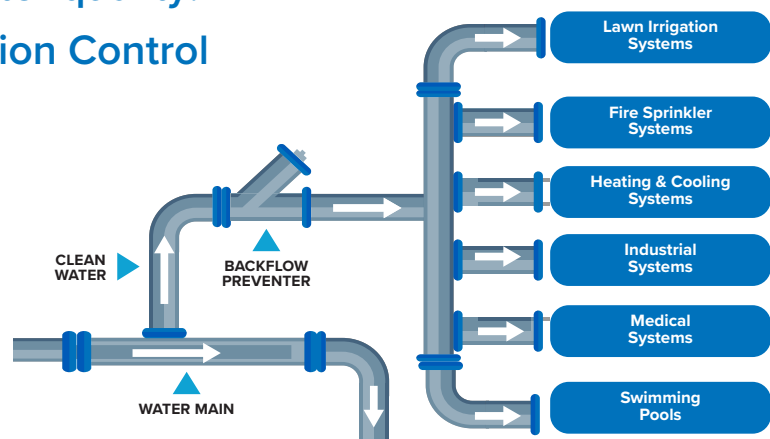 quality.
ion Control
Lawn Irrigation
Systems
Fire Sprinkler
Systems
Heating & Cooling
Systems
CLEAN
WATER
BACKFLOW
PREVENTER
Industrial
Systems
Medical
Systems
WATER MAIN
Swimming
Pools